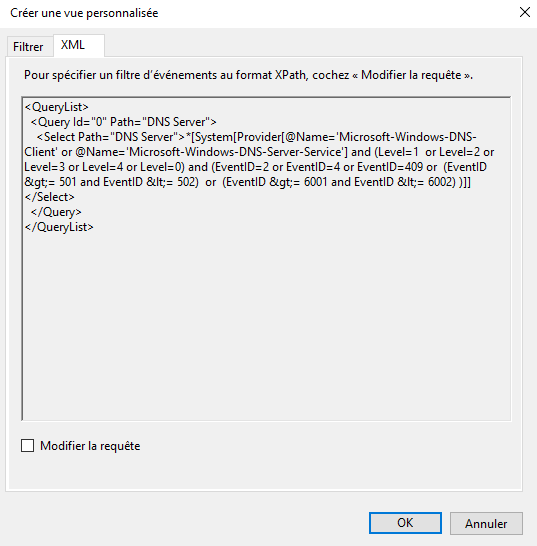 Créer une vue personnalisée
Filtrer
XML
Pour spécifier un filtre d'événements au format XPath, cochez « Modifier la requête ».
<QueryList>
  <Query Id="0" Path="DNS Server">
    <Select Path="DNS Server">*[System[Provider[@Name='Microsoft-Windows-DNS-
Client' or @Name='Microsoft-Windows-DNS-Server-Service'] and (Level=1  or Level=2 or
Level=3 or Level=4 or Level=0) and (EventID=2 or EventID=4 or EventID=409 or  (EventID
&gt;= 501 and EventID &lt;= 502)  or  (EventID &gt;= 6001 and EventID &lt;= 6002) )]]
</Select>
  </Query>
</QueryList>
Modifier la requête
OK
Annuler